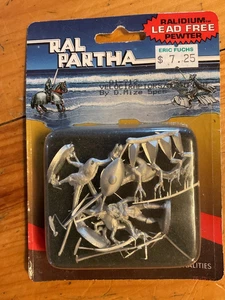 RAL
PARTHA
RALIDIUM
LEAD FREE
PEWTER
ERIC FUCHS
$ 7.25